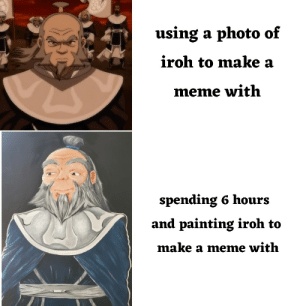 using a photo of
iroh to make a
meme with
spending 6 hours
and painting iroh to
make a meme with